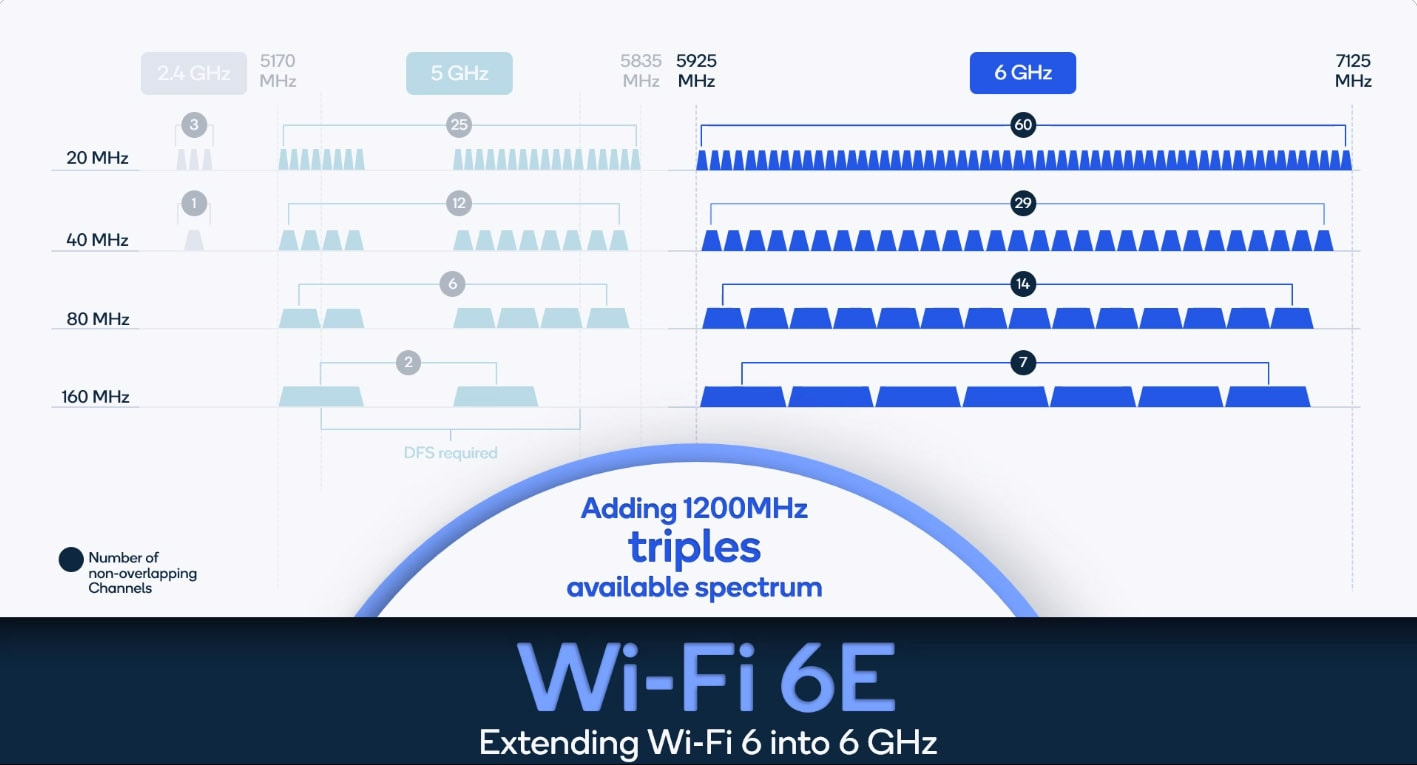 2.4 GHz
5170
MHz
5 GHz
5835
MHz
5925
MHz
6 GHz
7125
MHz
3
25
60
20 MHz
1
12
29
40 MHz
6
14
80 MHz
2
7
160 MHz
DFS required
Adding 1200MHz
triples
available spectrum
Number of
non-overlapping
Channels
Wi-Fi 6E
Extending Wi-Fi 6 into 6 GHz